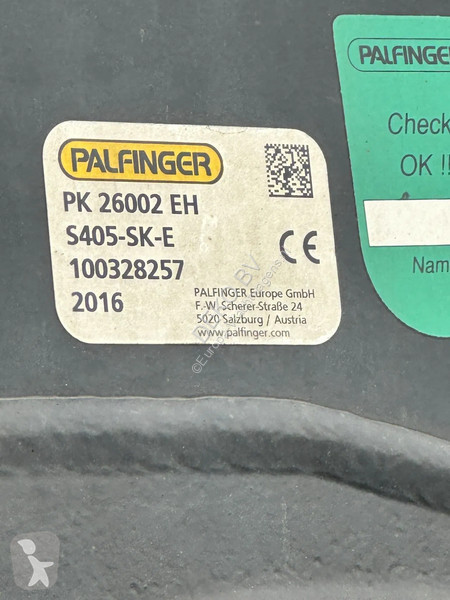 PALFINGER
PK 26002 EH
S405-SK-E
100328257
2016
CE
PALFINGER Europe GmbH
F.-W. Scherer-Straße 24
5020 Salzburg / Austria
www.palfinger.com
PALFINGE
Check
OK !!
Nam